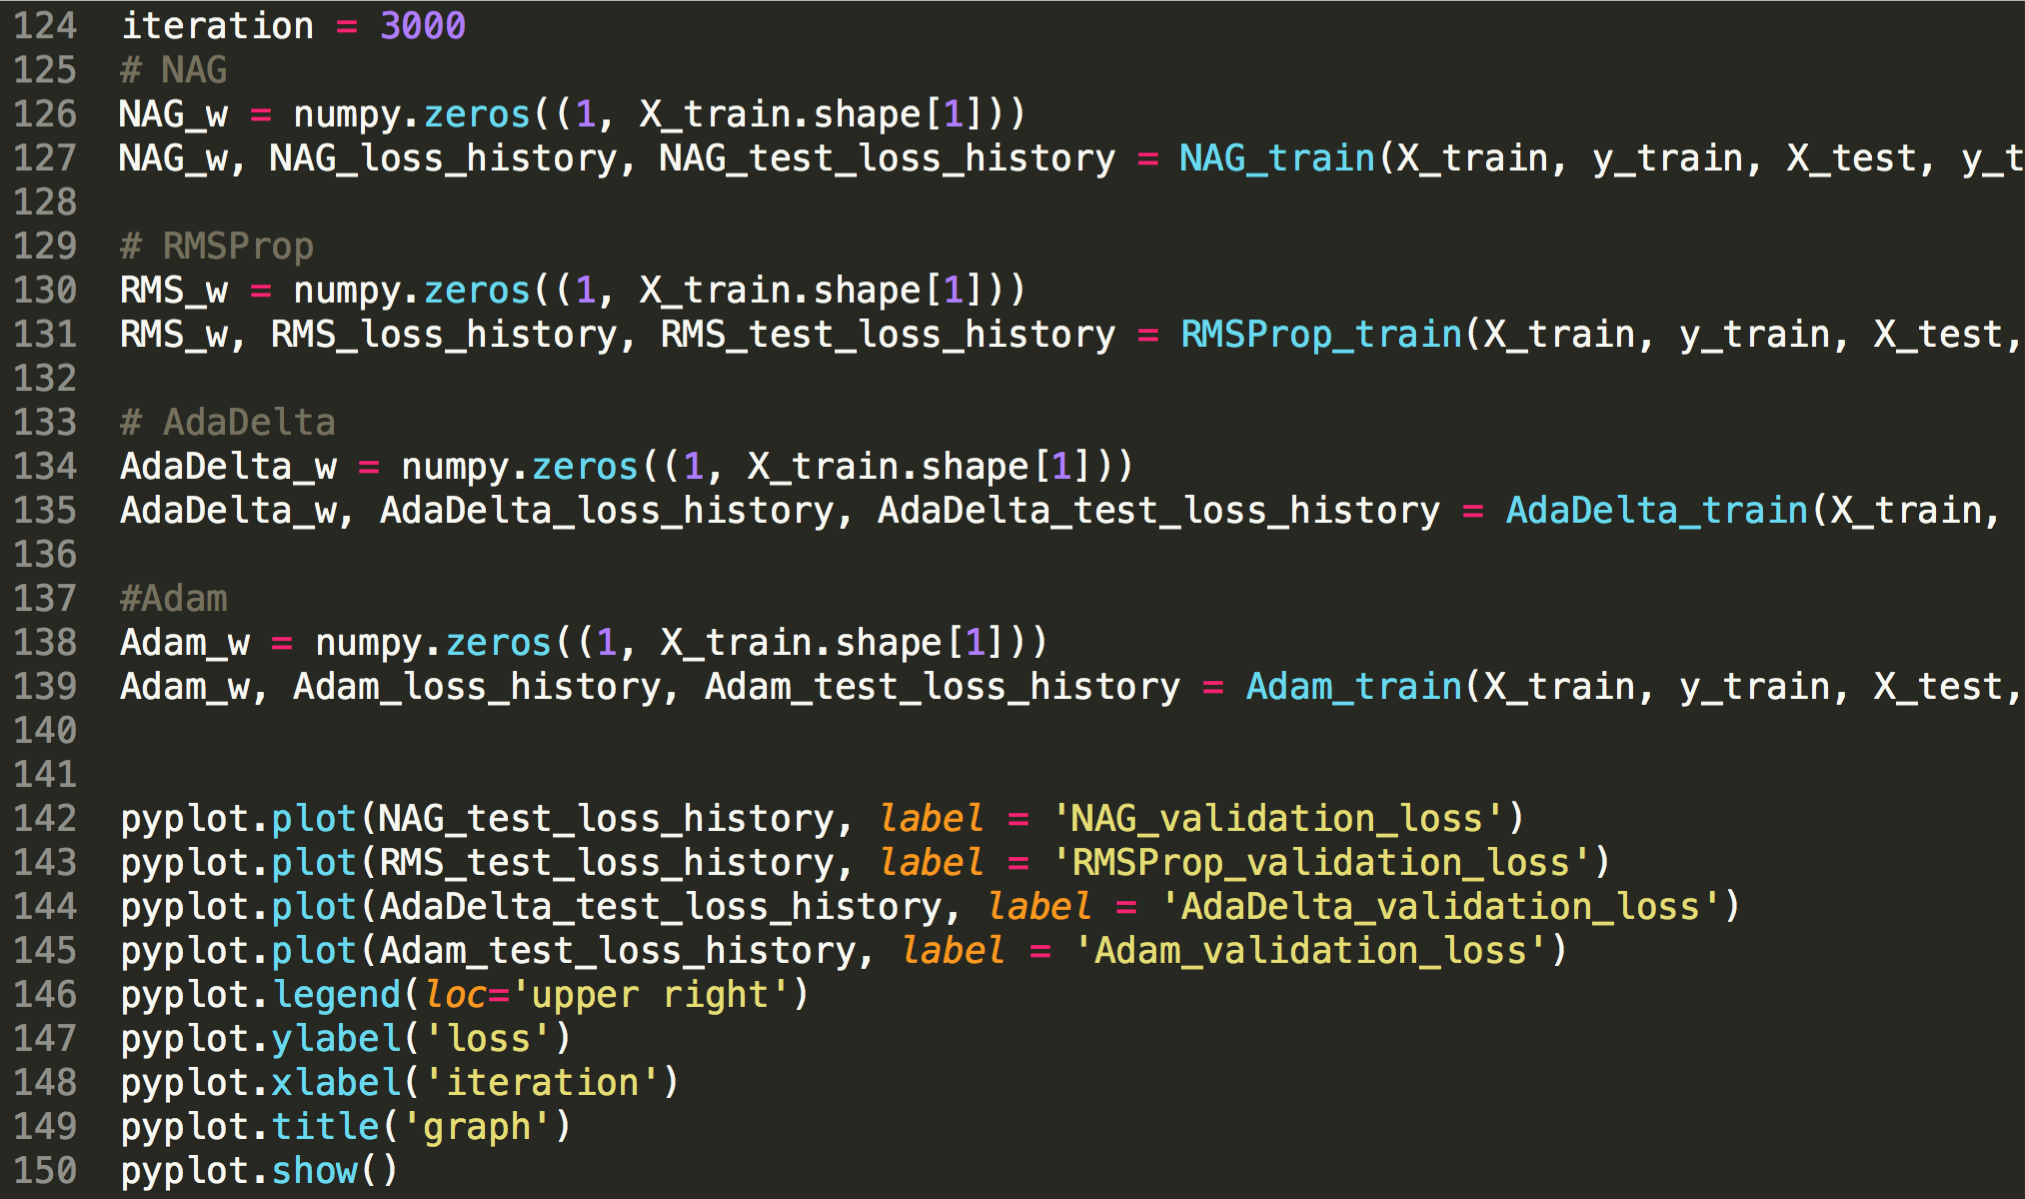 124 iteration = 3000
125 # NAG
126 NAG_w = numpy.zeros((1, X_train.shape[1]))
127 NAG_w, NAG_loss_history, NAG_test_loss_history = NAG_train(X_train, y_train, X_test, y_t
128
129 # RMSProp
130 RMS_w = numpy.zeros((1, X_train.shape[1]))
131 RMS_w, RMS_loss_history, RMS_test_loss_history = RMSProp_train(X_train, y_train, X_test,
132
133 # AdaDelta
134 AdaDelta_w = numpy.zeros((1, X_train.shape[1]))
135 AdaDelta_w, AdaDelta_loss_history, AdaDelta_test_loss_history = AdaDelta_train(X_train,
136
137 #Adam
138 Adam_w = numpy.zeros((1, X_train.shape[1]))
139 Adam_w, Adam_loss_history, Adam_test_loss_history = Adam_train(X_train, y_train, X_test,
140
141
142 pyplot.plot(NAG_test_loss_history, label = 'NAG_validation_loss')
143 pyplot.plot(RMS_test_loss_history, label = 'RMSProp_validation_loss')
144 pyplot.plot(AdaDelta_test_loss_history, label = 'AdaDelta_validation_loss')
145 pyplot.plot(Adam_test_loss_history, label = 'Adam_validation_loss')
146 pyplot.legend(loc='upper right')
147 pyplot.ylabel('loss')
148 pyplot.xlabel('iteration')
149 pyplot.title('graph')
150 pyplot.show()